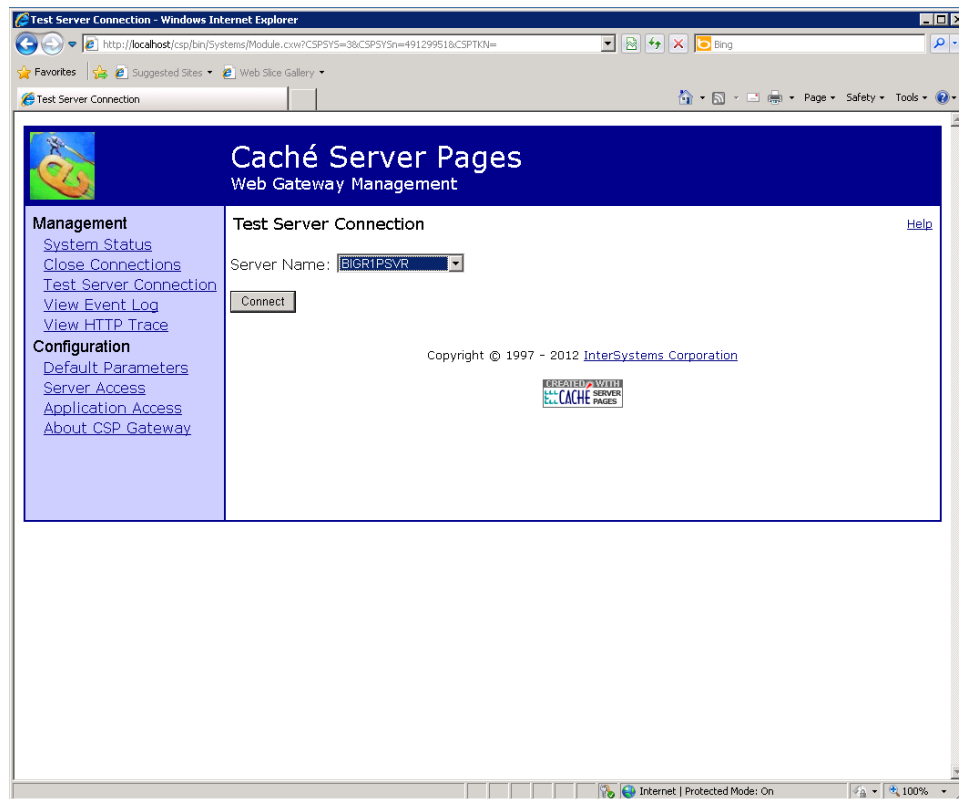 Test Server Connection - Windows Internet Explorer
http://localhost/csp/bin/Systems/Module.cxw?CSPSYS=3&CSPSYSn=49129951&CSPTKN=
Bing
Favorites Suggested Sites Web Slice Gallery
Test Server Connection
Page Safety Tools
Caché Server Pages
Web Gateway Management
Management
System Status
Close Connections
Test Server Connection
View Event Log
View HTTP Trace
Configuration
Default Parameters
Server Access
Application Access
About CSP Gateway
Test Server Connection
Help
Server Name: BIGR1PSVR
Connect
Copyright © 1997 - 2012 InterSystems Corporation
CREATED WITH
CACHÉ SERVER PAGES
Internet | Protected Mode: On
100%